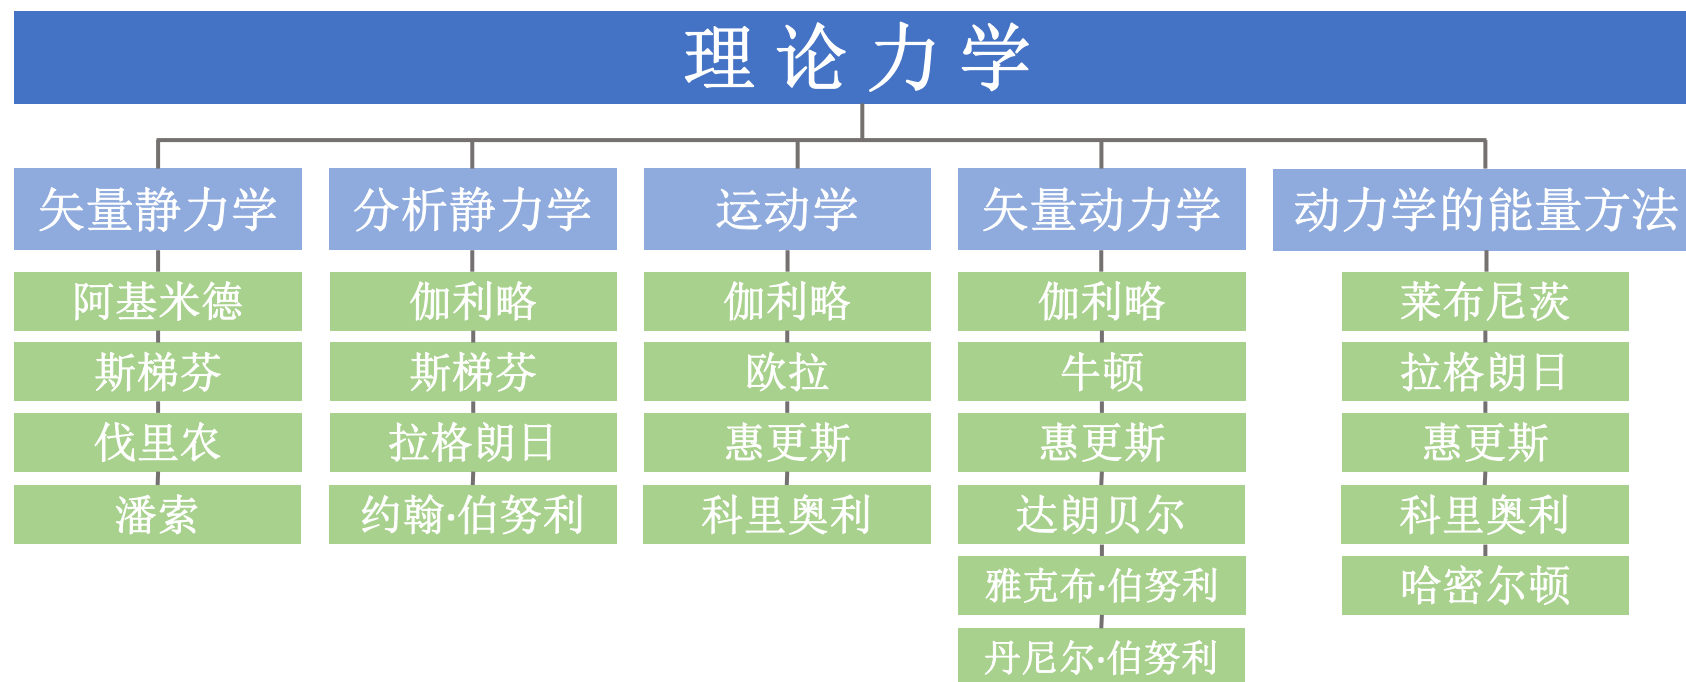 理论力学
矢量静力学
阿基米德
斯梯芬
伐里农
潘索
分析静力学
伽利略
斯梯芬
拉格朗日
约翰·伯努利
运动学
伽利略
欧拉
惠更斯
科里奥利
矢量动力学
伽利略
牛顿
惠更斯
达朗贝尔
雅克布·伯努利
丹尼尔·伯努利
动力学的能量方法
莱布尼茨
拉格朗日
惠更斯
科里奥利
哈密尔顿